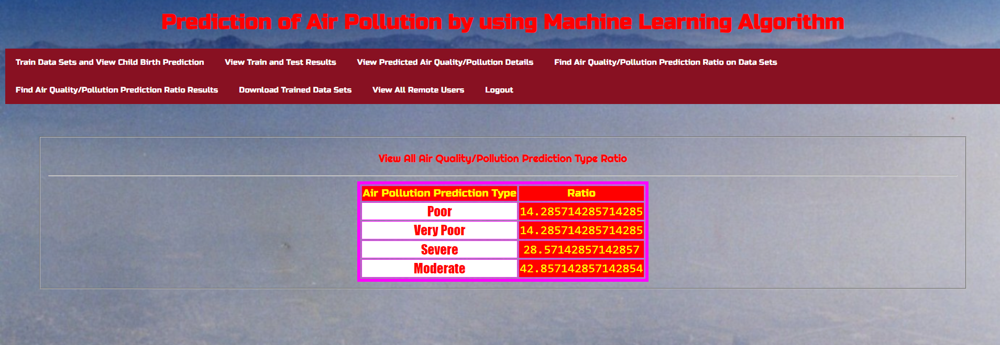 Prediction of Air Pollution by using Machine Learning Algorithm
Train Data Sets and View Child Birth Prediction View Train and Test Results View Predicted Air Quality/Pollution Details Find Air Quality/Pollution Prediction Ratio on Data Sets
Find Air Quality/Pollution Prediction Ratio Results Download Trained Data Sets View All Remote Users Logout
View All Air Quality/Pollution Prediction Type Ratio
Air Pollution Prediction Type Ratio
Poor 14.285714285714285
Very Poor 14.285714285714285
Severe 28.57142857142857
Moderate 42.857142857142854